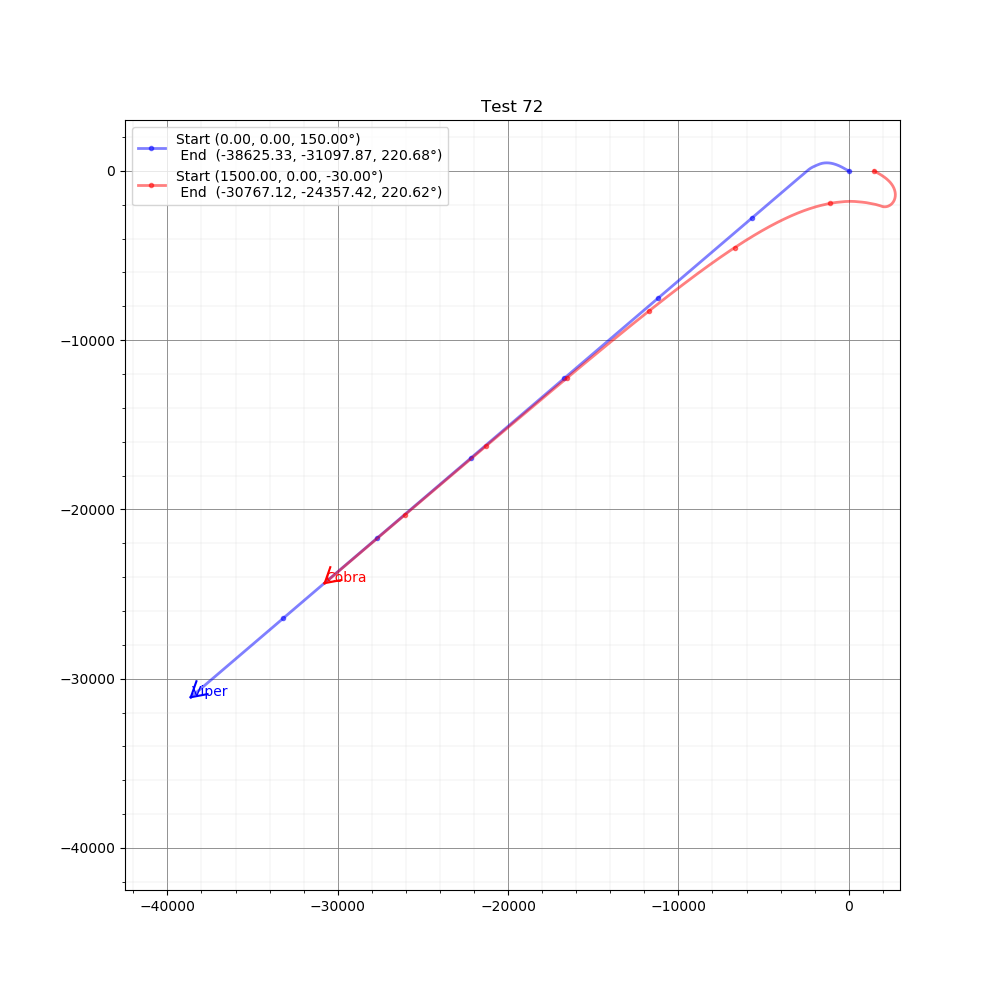 Test 72
Start (0.00, 0.00, 150.00°)
End (-38625.33, -31097.87, 220.68°)
Start (1500.00, 0.00, -30.00°)
End (-30767.12, -24357.42, 220.62°)
0
−10000
−20000
−30000
−40000
Cobra
Viper
−40000
−30000
−20000
−10000
0